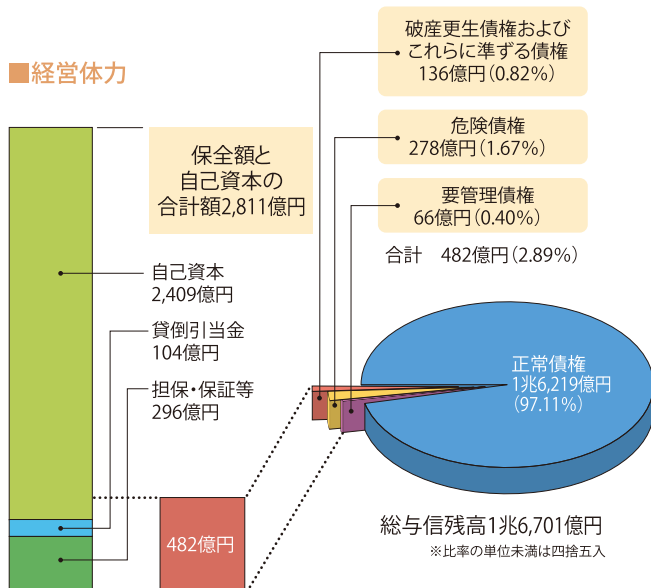 ■経営体力
保全額と
自己資本の
合計額2,811億円
自己資本
2,409億円
貸倒引当金
104億円
担保・保証等
296億円
482億円
破産更生債権および
これらに準ずる債権
136億円(0.82%)
危険債権
278億円(1.67%)
要管理債権
66億円(0.40%)
合計 482億円(2.89%)
正常債権
1兆6,219億円
(97.11%)
総与信残高1兆6,701億円
※比率の単位未満は四捨五入